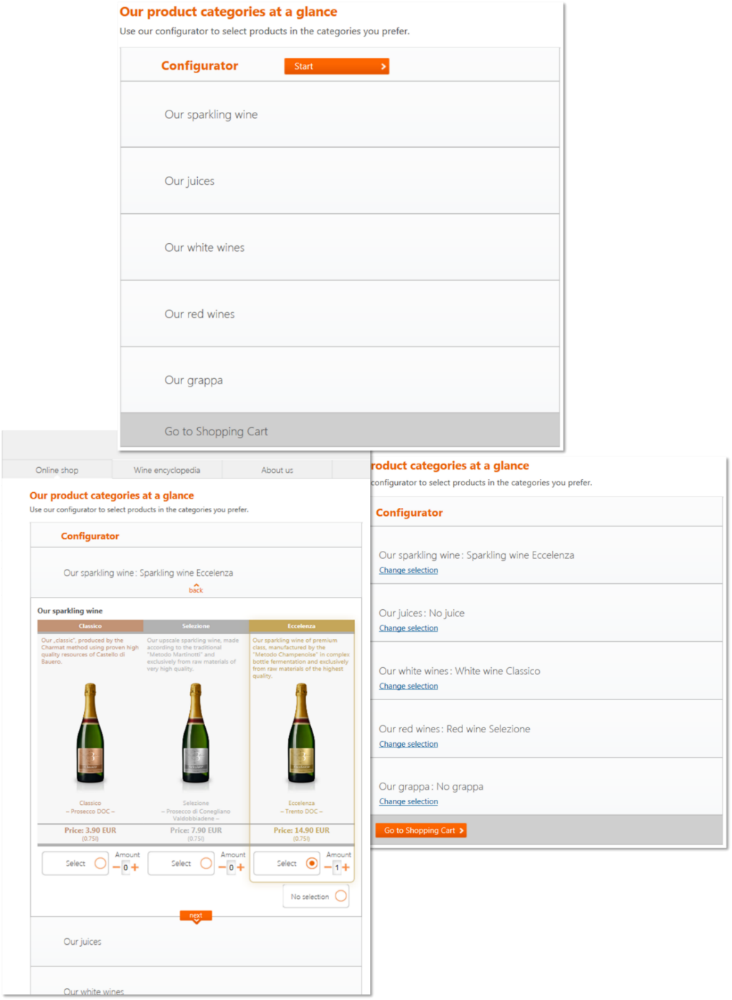 Our product categories at a glance
Use our configurator to select products in the categories you prefer.
Configurator
Start
Our sparkling wine
Our juices
Our white wines
Our red wines
Our grappa
Go to Shopping Cart
Online shop
Wine encyclopedia
About us
Our product categories at a glance
Use our configurator to select products in the categories you prefer.
Configurator
Our sparkling wine: Sparkling wine Eccelenza
back
Our sparkling wine
Classico
Our „classic", produced by the
Charmat method using proven high
quality resources of Castello di
Bauero.
Classico
– Prosecco DOC –
Price: 3.90 EUR
(0.75l)
Select
Amount
0
Selezione
Our upscale sparkling wine, made
according to the traditional
"Metodo Martinotti" and
exclusively from raw materials of
very high quality.
Selezione
– Prosecco di Conegliano
Valdobbiadene –
Price: 7.90 EUR
(0.75l)
Select
Amount
0
Eccelenza
Our sparkling wine of premium
class, manufactured by the
"Metodo Champenoise" in complex
bottle fermentation and exclusively
from raw materials of the highest
quality.
Eccelenza
– Trento DOC –
Price: 14.90 EUR
(0.75l)
Select
Amount
1
No selection
next
Our juices
Our white wines
roduct categories at a glance
configurator to select products in the categories you prefer.
Configurator
Our sparkling wine: Sparkling wine Eccelenza
Change selection
Our juices: No juice
Change selection
Our white wines: White wine Classico
Change selection
Our red wines: Red wine Selezione
Change selection
Our grappa: No grappa
Change selection
Go to Shopping Cart